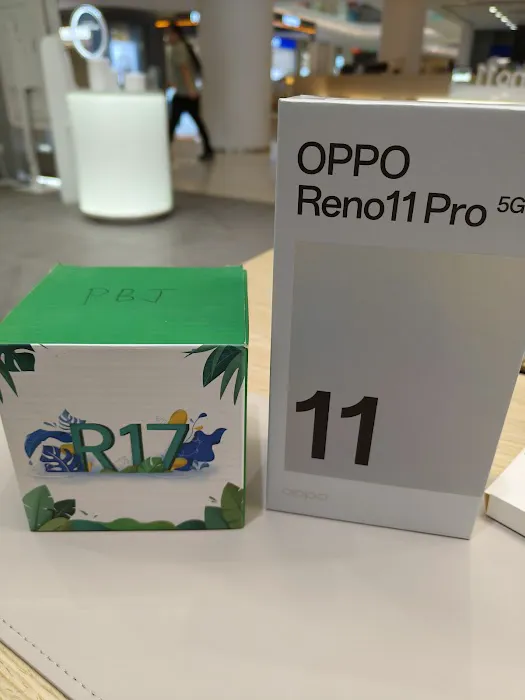 OPPO
Reno11 Pro 5G
11
oppo
PBJ
R17